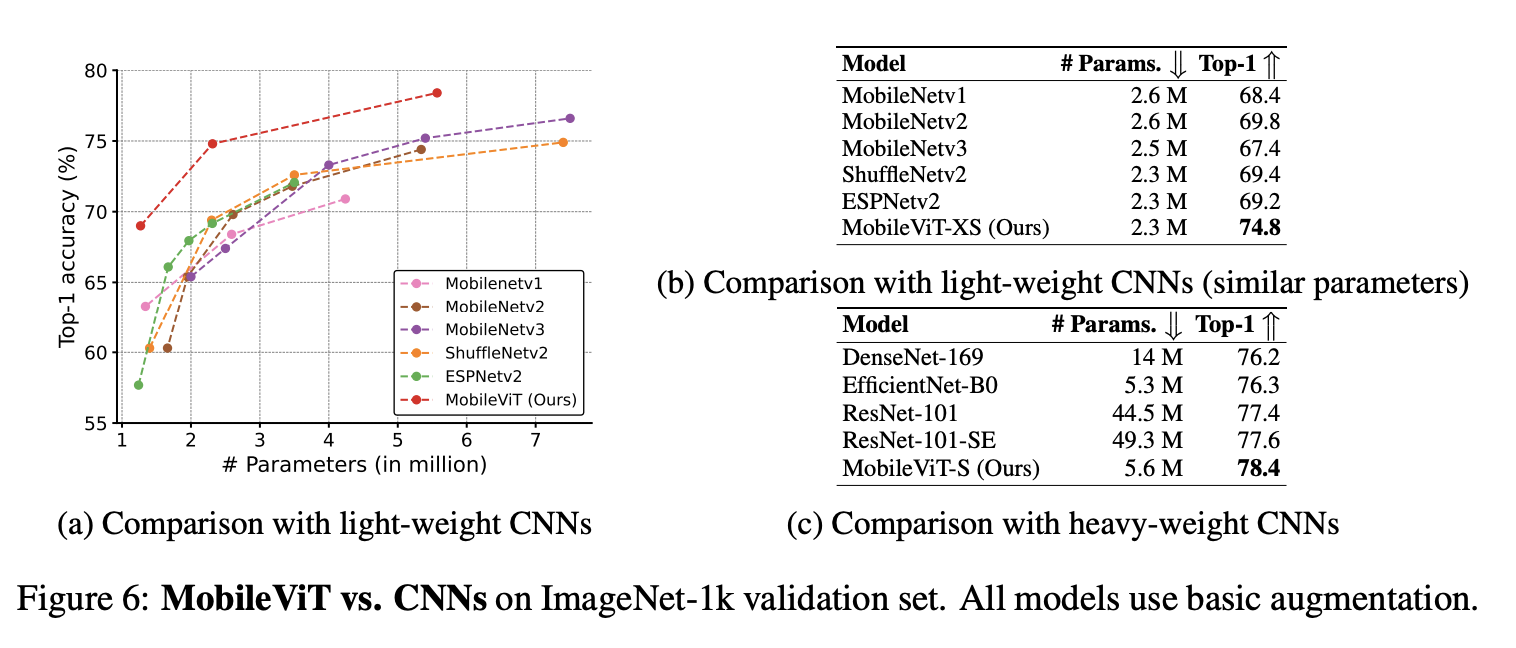 80
75
70
65
60
55
Top-1 accuracy (%)
1 2 3 4 5 6 7
# Parameters (in million)
Mobilenetv1
MobileNetv2
MobileNetv3
ShuffleNetv2
ESPNetv2
MobileViT (Ours)
(a) Comparison with light-weight CNNs
Model # Params. ⇓ Top-1 ⇑
MobileNetv1 2.6 M 68.4
MobileNetv2 2.6 M 69.8
MobileNetv3 2.5 M 67.4
ShuffleNetv2 2.3 M 69.4
ESPNetv2 2.3 M 69.2
MobileViT-XS (Ours) 2.3 M 74.8
(b) Comparison with light-weight CNNs (similar parameters)
Model # Params. ⇓ Top-1 ⇑
DenseNet-169 14 M 76.2
EfficientNet-B0 5.3 M 76.3
ResNet-101 44.5 M 77.4
ResNet-101-SE 49.3 M 77.6
MobileViT-S (Ours) 5.6 M 78.4
(c) Comparison with heavy-weight CNNs
Figure 6: MobileViT vs. CNNs on ImageNet-1k validation set. All models use basic augmentation.